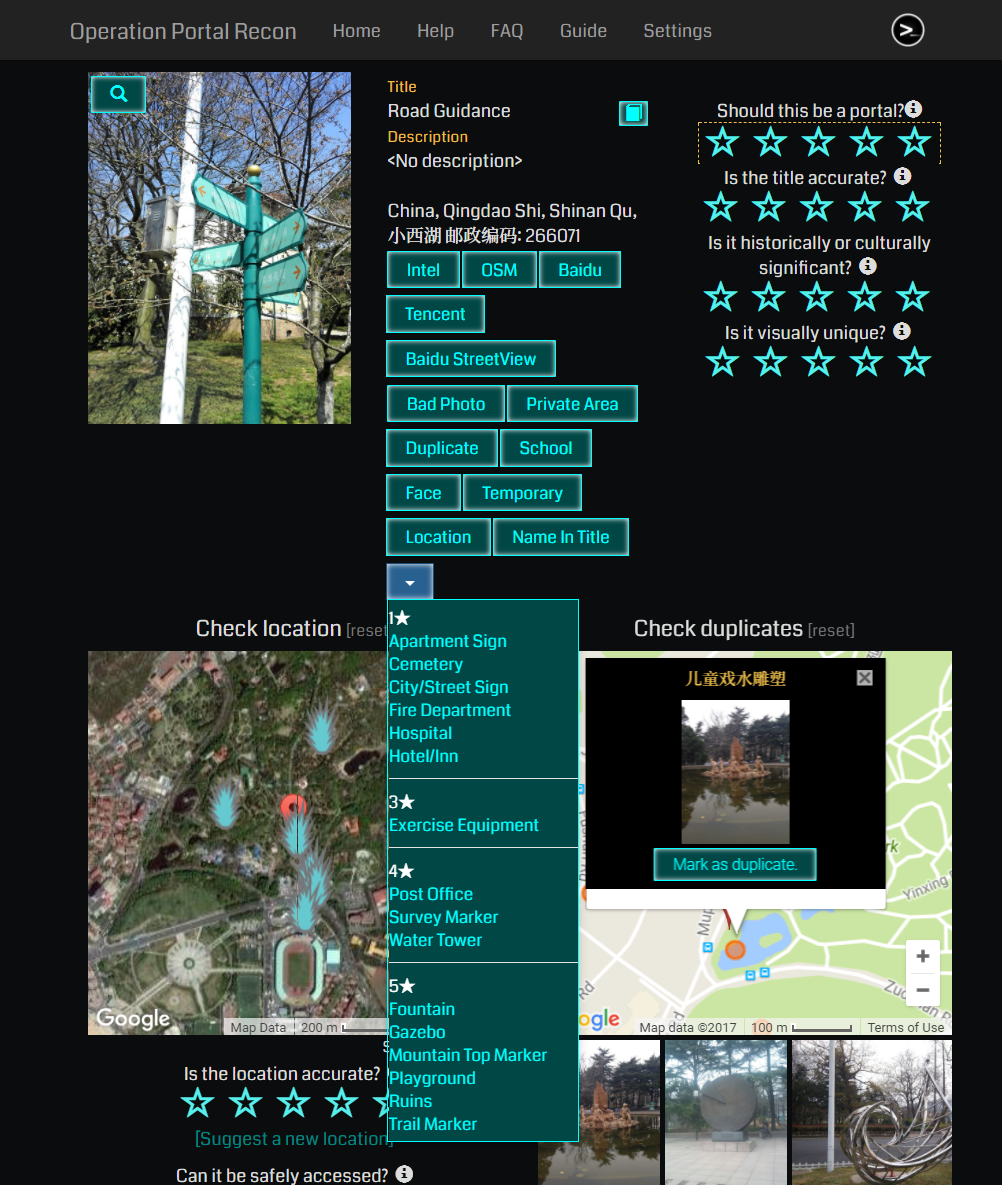 Operation Portal Recon Home Help FAQ Guide Settings
Title
Road Guidance
Description
<No description>
China, Qingdao Shi, Shinan Qu,
小西湖 邮政编码: 266071
Intel OSM Baidu
Tencent
Baidu StreetView
Bad Photo Private Area
Duplicate School
Face Temporary
Location Name In Title
Should this be a portal?
Is the title accurate?
Is it historically or culturally
significant?
Is it visually unique?
1★
Apartment Sign
Cemetery
City/Street Sign
Fire Department
Hospital
Hotel/Inn
3★
Exercise Equipment
4★
Post Office
Survey Marker
Water Tower
5★
Fountain
Gazebo
Mountain Top Marker
Playground
Ruins
Trail Marker
Check location [reset
Google
Map Data 200 m
Is the location accurate?
[Suggest a new location]
Can it be safely accessed?
Check duplicates [reset]
儿童戏水雕塑
Mark as duplicate.
Yinxing
Rd
ogle
Map data ©2017 100 m Terms of Use